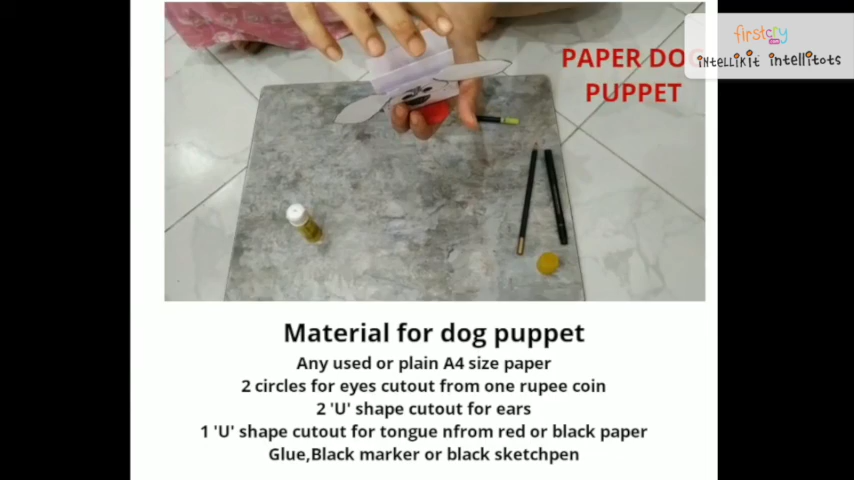 PAPER DOG
PUPPET
firstcry
intellikit intellitots
Material for dog puppet
Any used or plain A4 size paper
2 circles for eyes cutout from one rupee coin
2 'U' shape cutout for ears
1 'U' shape cutout for tongue nfrom red or black paper
Glue,Black marker or black sketchpen